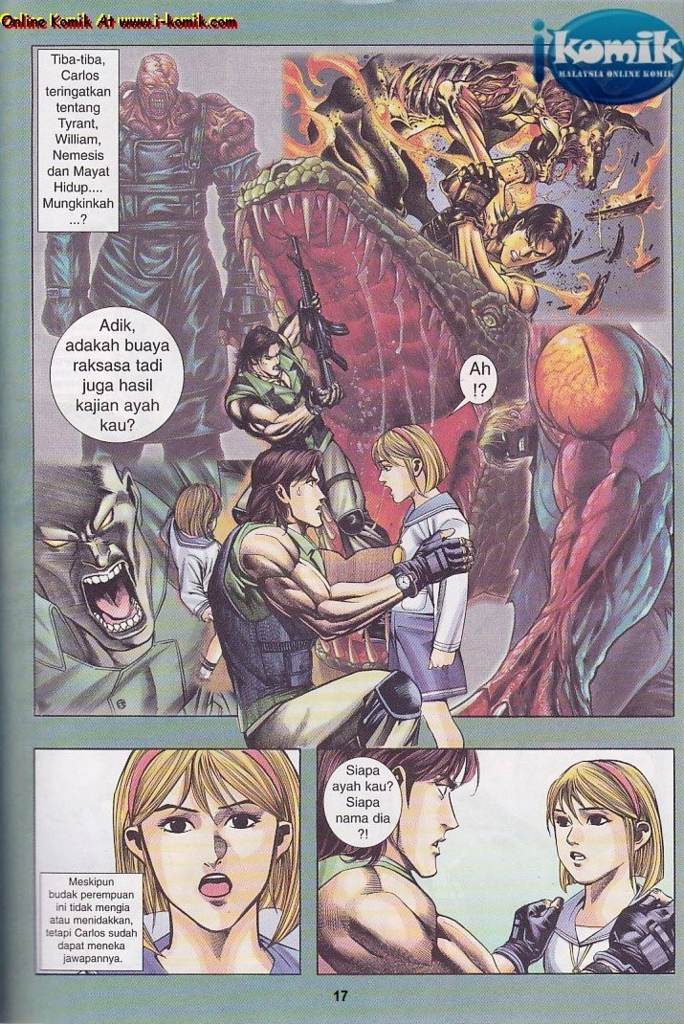 Online Komik At www.i-komik.com
ikomik
MALAYSIA ONLINE KOMIK
Tiba-tiba,
Carlos
teringatkan
tentang
Tyrant,
William,
Nemesis
dan Mayat
Hidup....
Mungkinkah
...?
Adik,
adakah buaya
raksasa tadi
juga hasil
kajian ayah
kau?
Ah
!?
Meskipun
budak perempuan
ini tidak mengia
atau menidakkan,
tetapi Carlos sudah
dapat meneka
jawapannya.
Siapa
ayah kau?
Siapa
nama dia
?!
17